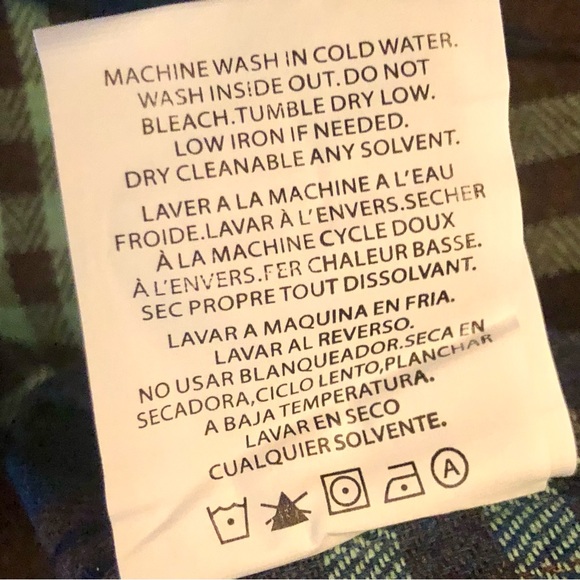 MACHINE WASH IN COLD WATER.
WASH INSIDE OUT.DO NOT
BLEACH.TUMBLE DRY LOW.
LOW IRON IF NEEDED.
DRY CLEANABLE ANY SOLVENT.
LAVER A LA MACHINE A L'EAU
FROIDE.LAVAR À L'ENVERS.SECHER
À LA MACHINE CYCLE DOUX
À L'ENVERS.FER CHALEUR BASSE.
SEC PROPRE TOUT DISSOLVANT.
LAVAR A MAQUINA EN FRIA.
LAVAR AL REVERSO.
NO USAR BLANQUEADOR.SECA EN
SECADORA,CICLO LENTO,PLANCHAR
A BAJA TEMPERATURA.
LAVAR EN SECO
CUALQUIER SOLVENTE.
A